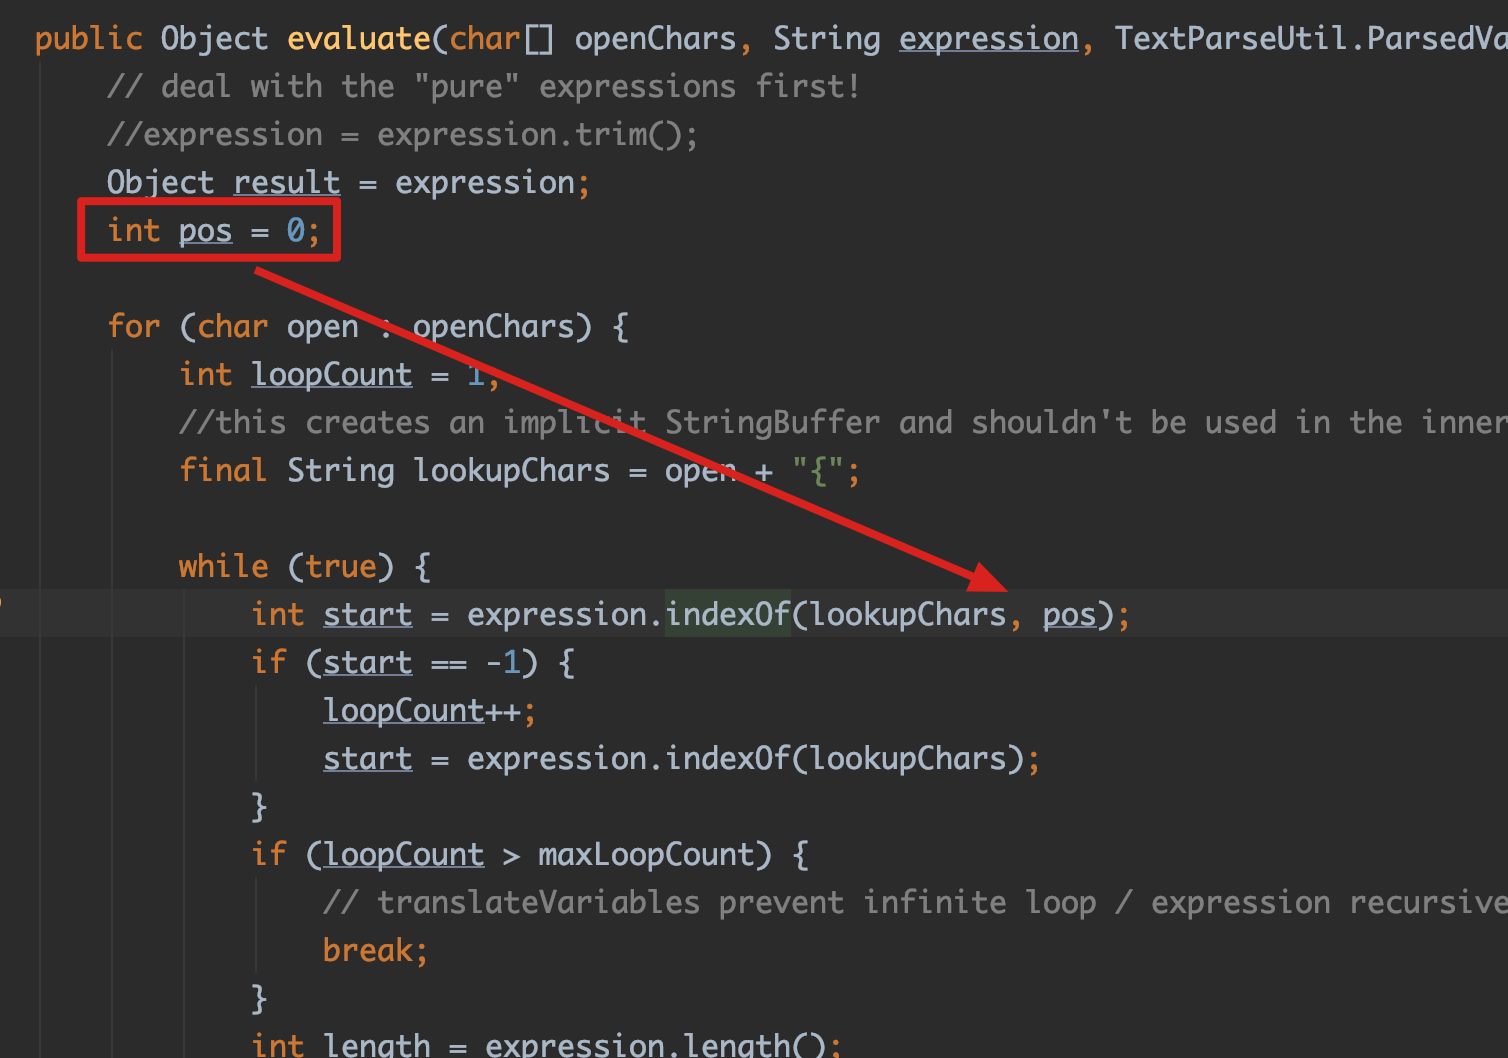 public Object evaluate(char[] openChars, String expression, TextParseUtil.ParsedVa
// deal with the "pure" expressions first!
//expression = expression.trim();
Object result = expression;
int pos = 0;
for (char open : openChars) {
int loopCount = 1;
//this creates an implicit StringBuffer and shouldn't be used in the inner
final String lookupChars = open + "{";
while (true) {
int start = expression.indexOf(lookupChars, pos);
if (start == -1) {
loopCount++;
start = expression.indexOf(lookupChars);
}
if (loopCount > maxLoopCount) {
// translateVariables prevent infinite loop / expression recursive
break;
}
int length = expression.length();